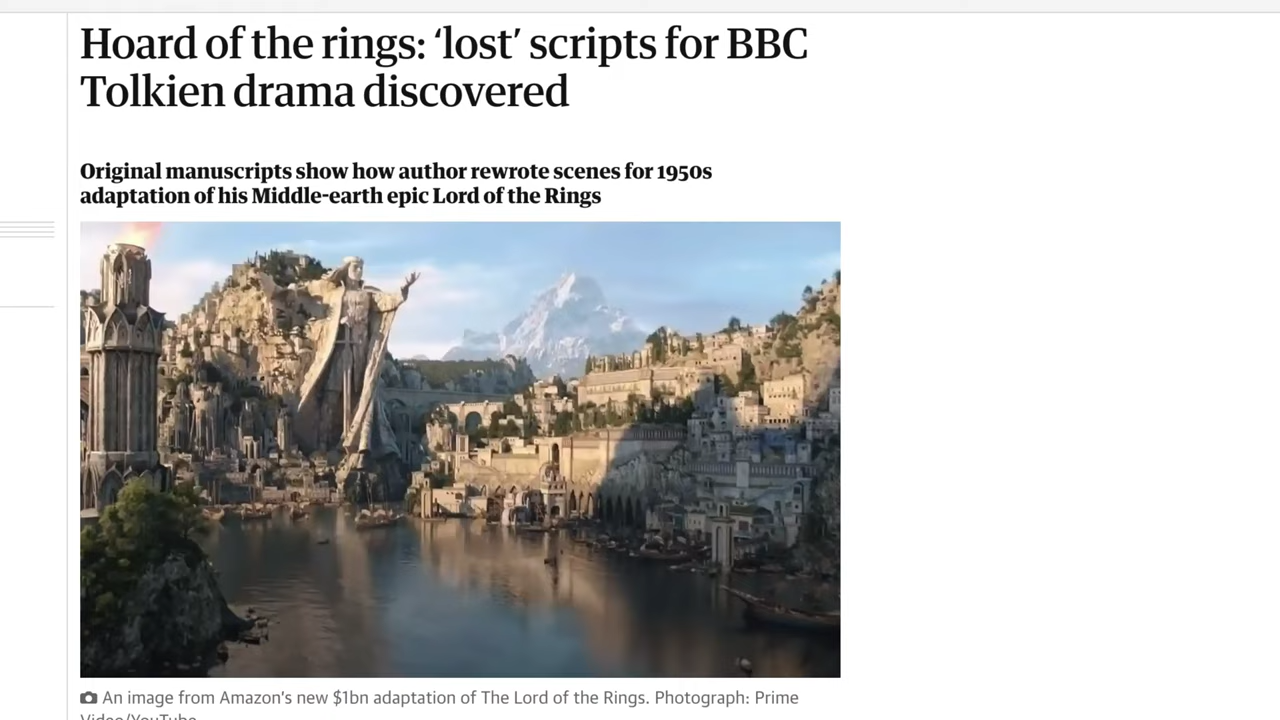 Hoard of the rings: ‘lost’ scripts for BBC
Tolkien drama discovered
Original manuscripts show how author rewrote scenes for 1950s
adaptation of his Middle-earth epic Lord of the Rings
An image from Amazon’s new $1bn adaptation of The Lord of the Rings. Photograph: Prime
Video/YouTube